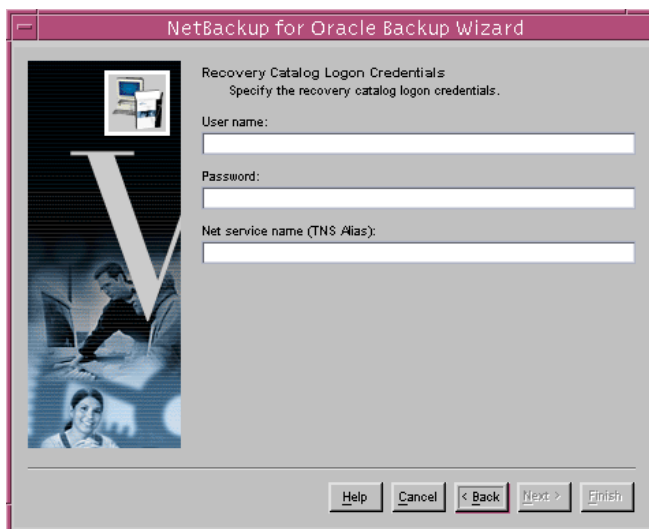 NetBackup for Oracle Backup Wizard
Recovery Catalog Logon Credentials
Specify the recovery catalog logon credentials.
User name:
Password:
Net service name (TNS Alias):
V
Help
Cancel
< Back
Next >
Finish